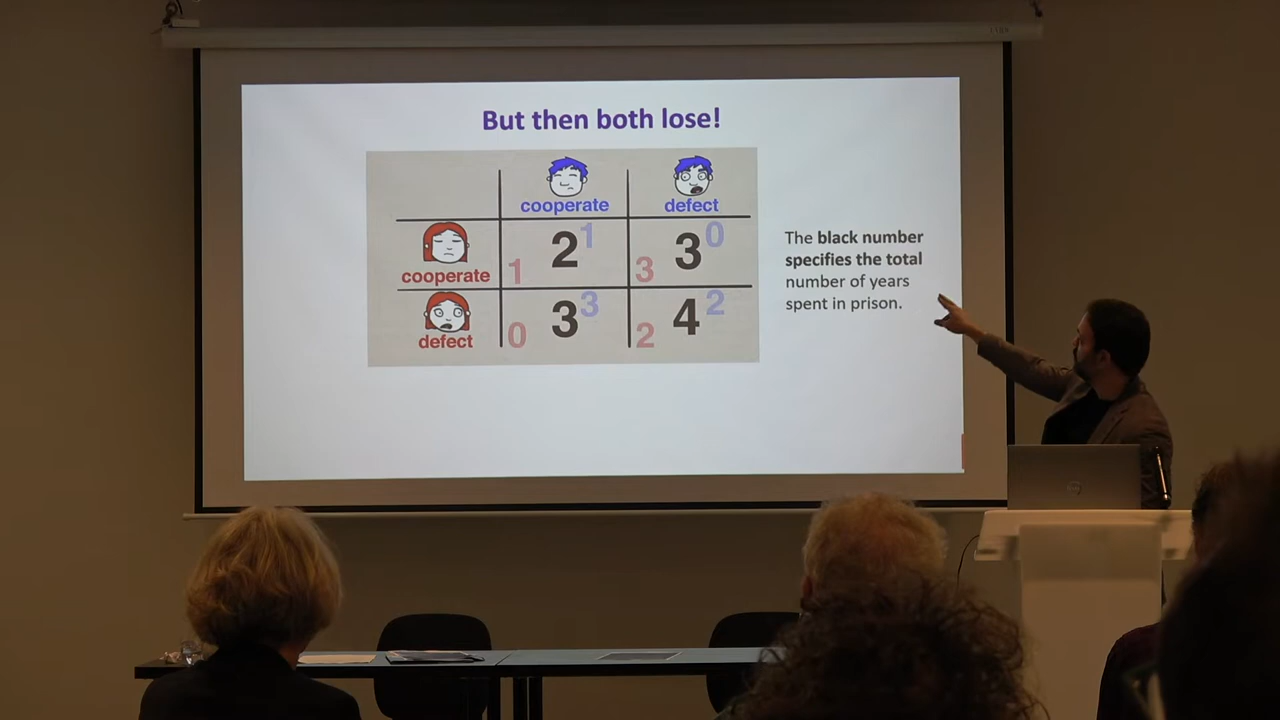 But then both lose!
cooperate defect
cooperate 1 2 1 3 3 0
defect 0 3 3 2 4 2
The black number
specifies the total
number of years
spent in prison.